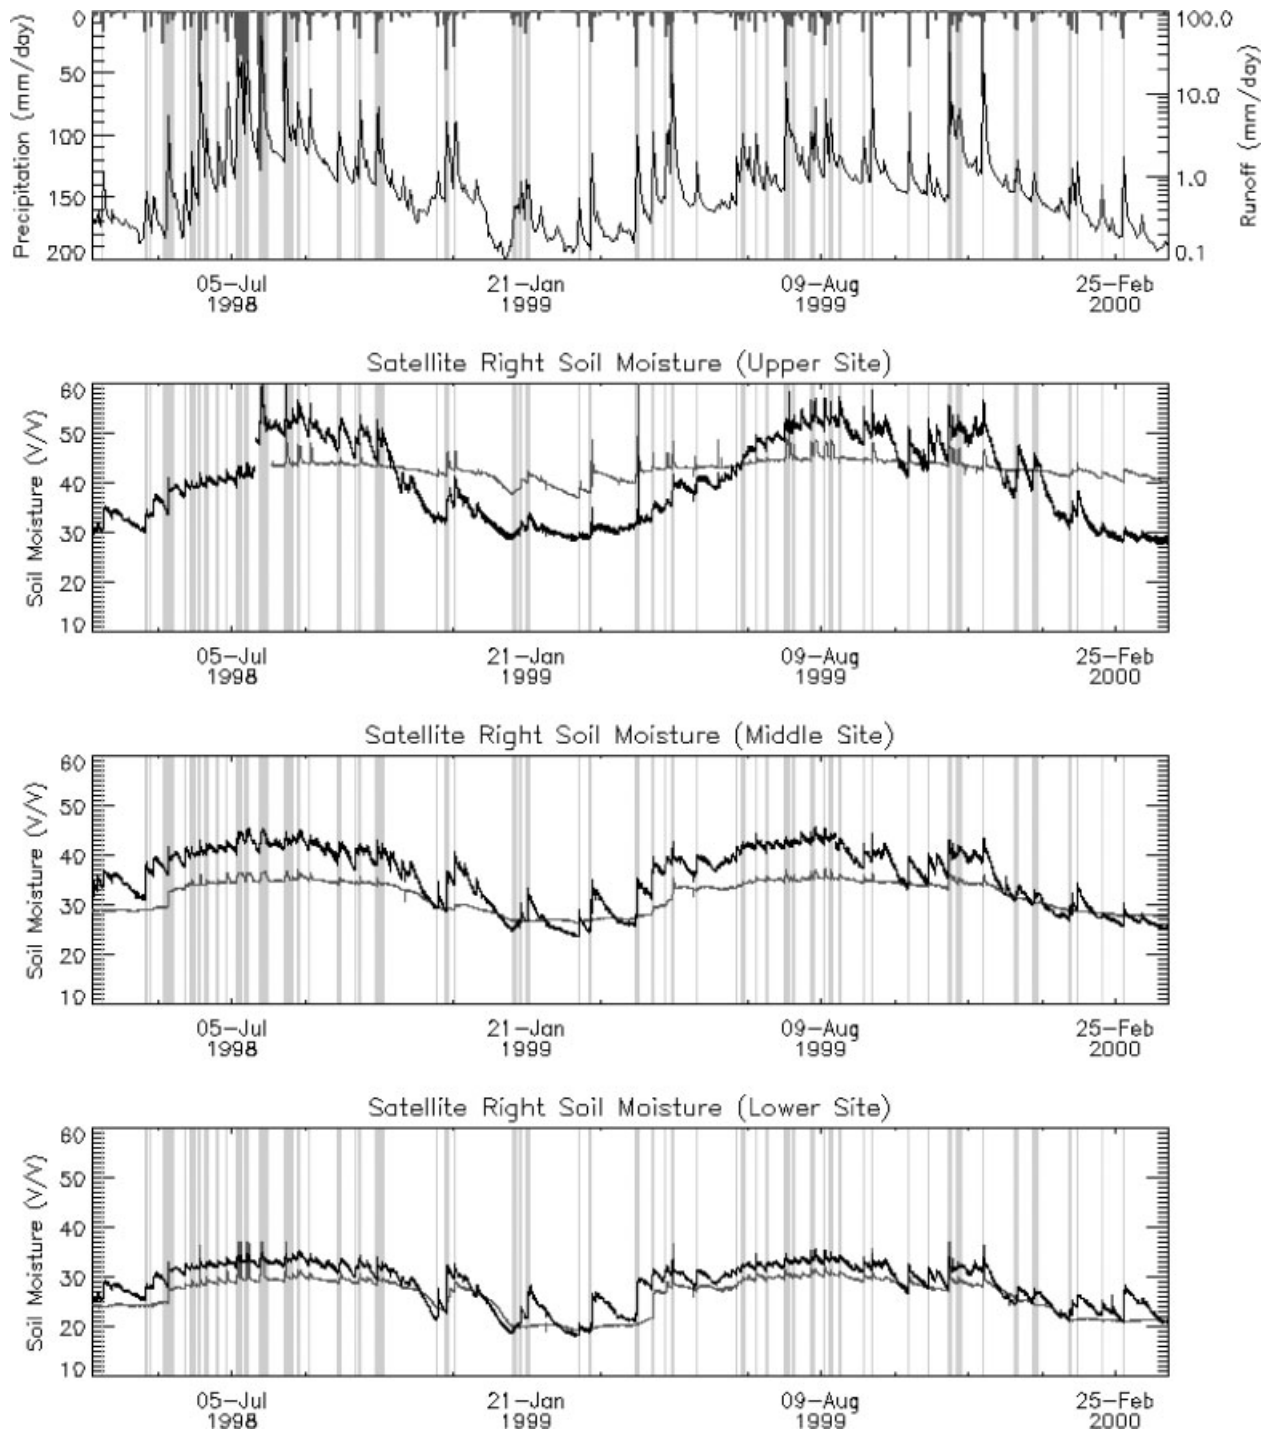 0
50
100
150
200
Precipitation (mm/day)
100.0
10.0
1.0
0.1
Runoff (mm/day)
05-Jul
1998
21-Jan
1999
09-Aug
1999
25-Feb
2000
Satellite Right Soil Moisture (Upper Site)
60
50
40
30
20
10
Soil Moisture (V/V)
05-Jul
1998
21-Jan
1999
09-Aug
1999
25-Feb
2000
Satellite Right Soil Moisture (Middle Site)
60
50
40
30
20
10
Soil Moisture (V/V)
05-Jul
1998
21-Jan
1999
09-Aug
1999
25-Feb
2000
Satellite Right Soil Moisture (Lower Site)
60
50
40
30
20
10
Soil Moisture (V/V)
05-Jul
1998
21-Jan
1999
09-Aug
1999
25-Feb
2000